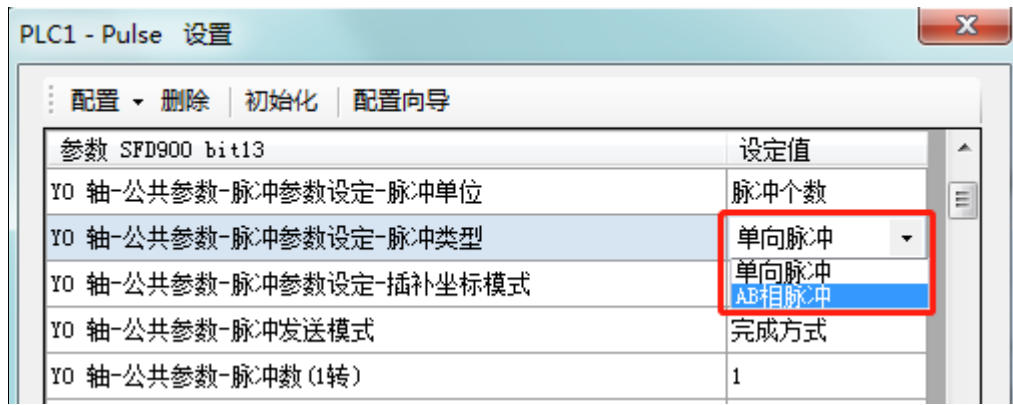 PLC1 - Pulse 设置
配置 删除 初始化 配置向导
参数 SFD900 bit13 设定值
Y0 轴-公共参数-脉冲参数设定-脉冲单位 脉冲个数
Y0 轴-公共参数-脉冲参数设定-脉冲类型 单向脉冲
单向脉冲
Y0 轴-公共参数-脉冲参数设定-插补坐标模式 AB相脉冲
Y0 轴-公共参数-脉冲发送模式 完成方式
Y0 轴-公共参数-脉冲数(1转) 1